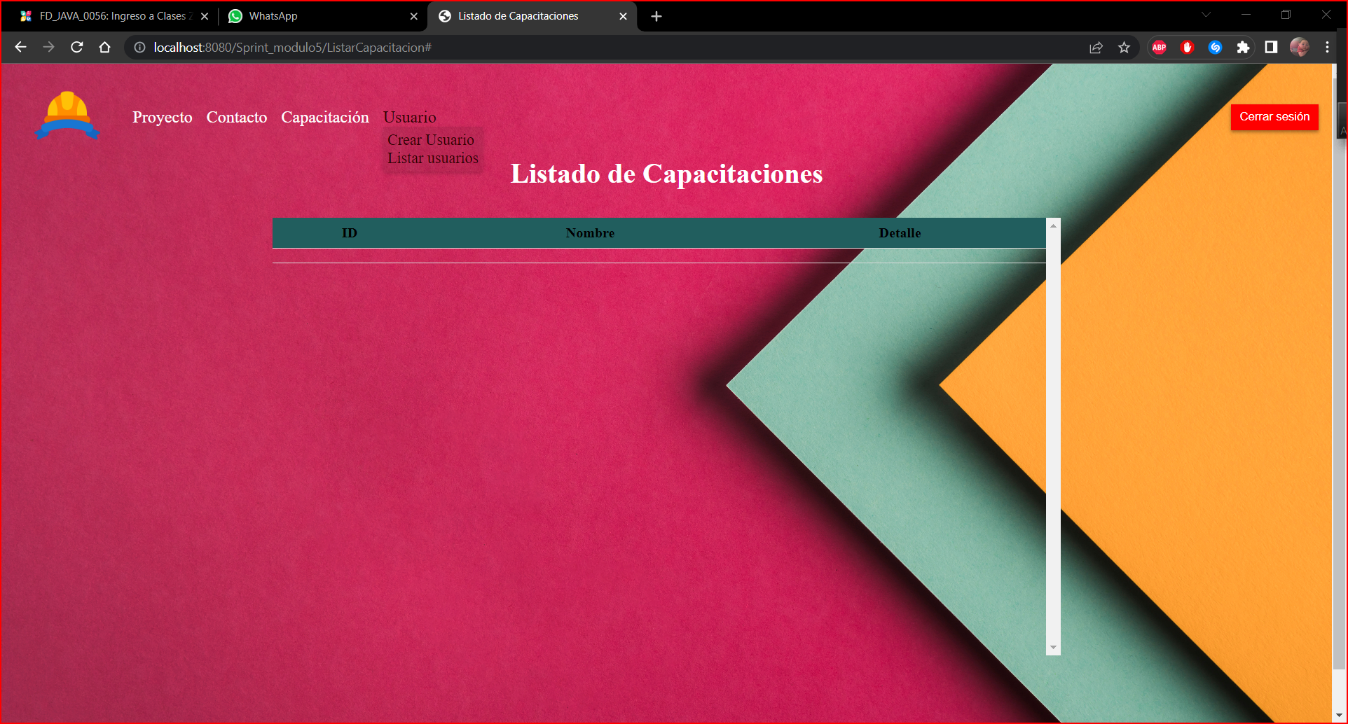 FD_JAVA_0056: Ingreso a Clases
WhatsApp
Listado de Capacitaciones
localhost:8080/Sprint_modulo5/ListarCapacitacion#
ABP
Proyecto Contacto Capacitación Usuario
Cerrar sesión
Crear Usuario
Listar usuarios
Listado de Capacitaciones
ID Nombre Detalle